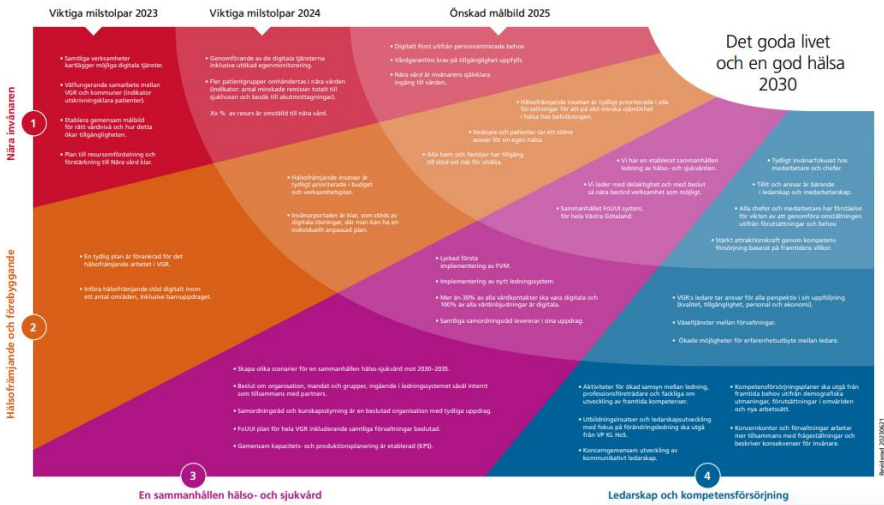 Viktiga milstolpar 2023
Viktiga milstolpar 2024
Önskad målbild 2025
Det goda livet
och en god hälsa
2030
Nära invånaren
1
• Samtliga verksamheter
kartlägger möjliga digitala tjänster.
• Välfungerande samarbete mellan
VGR och kommuner (indikator
utskrivningsklara patienter).
• Etablera gemensam målbild
för rätt vårdnivå och hur detta
ökar tillgängligheten.
• Plan till resursomfördelning och
förstärkning till Nära vård klar.
• Genomförande av de digitala tjänsterna
inklusive utökad egenmonitorering.
• Fler patientgrupper omhändertas i nära vården
(indikator: antal minskade remisser totalt till
sjukhusen och besök till akutmottagningar).
Xx % av resurs är omställd till nära vård.
• Digitalt först utifrån personcentrerade behov.
• Vårdgarantins krav på tillgänglighet uppfylls.
• Nära vård är invånarens självklara
ingång till vården.
Hälsofrämjande och förebyggande
2
• En tydlig plan är förankrad för det
hälsofrämjande arbetet i VGR.
• Införa hälsofrämjande stöd digitalt inom
ett antal områden, inklusive barnuppdraget.
• Hälsofrämjande insatser är
tydligt prioriterade i budget
och verksamhetsplan.
• Invånarportalen är klar, som stöds av
digitala lösningar, där man kan ha en
individuellt anpassad plan.
• Hälsofrämjande insatser är tydligt prioriterade i alla
förvaltningar för att på sikt minska ojämlikhet
i hälsa hos befolkningen.
• Invånare och patienter tar ett större
ansvar för sin egen hälsa.
• Alla barn och familjer har tillgång
till stöd vid risk för ohälsa.
• Skapa olika scenarier för en sammanhållen hälso-sjukvård mot 2030–2035.
• Beslut om organisation, mandat och grupper, ingående i ledningssystemet såväl internt
som tillsammans med partners.
• Samordningsråd och kunskapsstyrning är en beslutad organisation med tydliga uppdrag.
• FoUUI plan för hela VGR inkluderande samtliga förvaltningar beslutad.
• Gemensam kapacitets- och produktionsplanering är etablerad (KPS).
• Lyckad första
implementering av FVM.
• Implementering av nytt ledningssystem.
• Mer än 30% av alla vårdkontakter ska vara digitala och
100% av alla vårdinbjudningar är digitala.
• Samtliga samordningsråd levererar i sina uppdrag.
• Vi har en etablerat sammanhållen
ledning av hälso- och sjukvården.
• Vi leder med delaktighet och med beslut
så nära berörd verksamhet som möjligt.
• Sammanhållet FoUUI system,
för hela Västra Götaland.
3
En sammanhållen hälso- och sjukvård
• Aktiviteter för ökad samsyn mellan ledning,
professionsföreträdare och fackliga om
utveckling av framtida kompetenser.
• Utbildningsinsatser och ledarskapsutveckling
med fokus på förändringsledning ska utgå
från VP KL HoS.
• Koncerngemensam utveckling av
kommunikativt ledarskap.
• Kompetensförsörjningsplaner ska utgå från
framtida behov utifrån demografiska
utmaningar, förutsättningar i omvärlden
och nya arbetssätt.
• Koncernkontor och förvaltningar arbetar
mer tillsammans med frågeställningar och
beskriver konsekvenser för invånare.
• VGR:s ledare tar ansvar för alla perspektiv i sin uppföljning
(kvalitet, tillgänglighet, personal och ekonomi).
• Växeltjänster mellan förvaltningar.
• Ökade möjligheter för erfarenhetsutbyte mellan ledare.
• Tydligt invånarfokuset hos
medarbetare och chefer.
• Tillit och ansvar är bärande
i ledarskap och medarbetarskap.
• Alla chefer och medarbetare har förståelse
för vikten av att genomföra omställningen
utifrån förutsättningar och behov.
• Stärkt attraktionskraft genom kompetens-
försörjning baserat på framtidens villkor.
4
Ledarskap och kompetensförsörjning
Reviderad 20230621